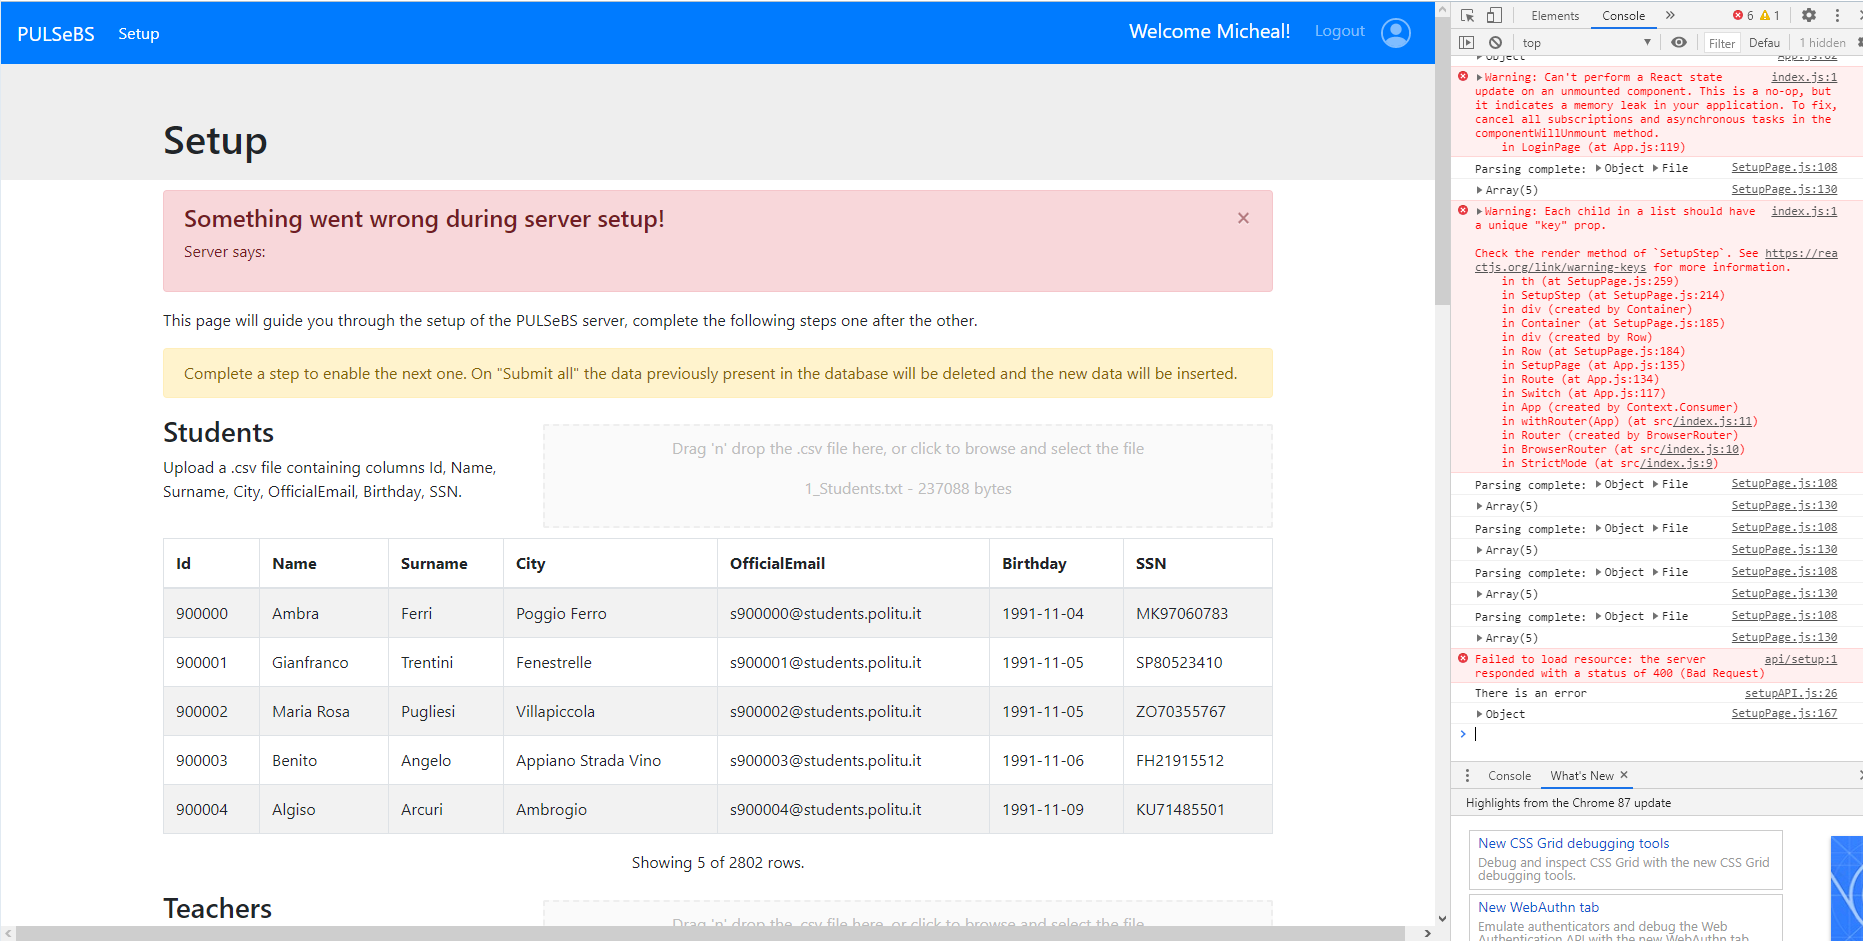 PULSeBS Setup Welcome Micheal! Logout
Setup
Something went wrong during server setup! ×
Server says:
This page will guide you through the setup of the PULSeBS server, complete the following steps one after the other.
Complete a step to enable the next one. On "Submit all" the data previously present in the database will be deleted and the new data will be inserted.
Students
Upload a .csv file containing columns Id, Name,
Surname, City, OfficialEmail, Birthday, SSN.
Drag 'n' drop the .csv file here, or click to browse and select the file
1_Students.txt - 237088 bytes
Id Name Surname City OfficialEmail Birthday SSN
900000 Ambra Ferri Poggio Ferro s900000@students.politu.it 1991-11-04 MK97060783
900001 Gianfranco Trentini Fenestrelle s900001@students.politu.it 1991-11-05 SP80523410
900002 Maria Rosa Pugliesi Villapiccola s900002@students.politu.it 1991-11-05 ZO70355767
900003 Benito Angelo Appiano Strada Vino s900003@students.politu.it 1991-11-06 FH21915512
900004 Algiso Arcuri Ambrogio s900004@students.politu.it 1991-11-09 KU71485501
Showing 5 of 2802 rows.
Teachers
Drag 'n' drop the .csv file here, or click to browse and select the file
Elements Console » 6 1
top Filter Defau 1 hidden
Object App.js:82
Warning: Can't perform a React state index.js:1
update on an unmounted component. This is a no-op, but
it indicates a memory leak in your application. To fix,
cancel all subscriptions and asynchronous tasks in the
componentWillUnmount method.
in LoginPage (at App.js:119)
Parsing complete: Object File SetupPage.js:108
Array(5) SetupPage.js:130
Warning: Each child in a list should have index.js:1
a unique "key" prop.
Check the render method of `SetupStep`. See https://rea
ctjs.org/link/warning-keys for more information.
in th (at SetupPage.js:259)
in SetupStep (at SetupPage.js:214)
in div (created by Container)
in Container (at SetupPage.js:185)
in div (created by Row)
in Row (at SetupPage.js:184)
in SetupPage (at App.js:135)
in Route (at App.js:134)
in Switch (at App.js:117)
in App (created by Context.Consumer)
in withRouter(App) (at src/index.js:11)
in Router (created by BrowserRouter)
in BrowserRouter (at src/index.js:10)
in StrictMode (at src/index.js:9)
Parsing complete: Object File SetupPage.js:108
Array(5) SetupPage.js:130
Parsing complete: Object File SetupPage.js:108
Array(5) SetupPage.js:130
Parsing complete: Object File SetupPage.js:108
Array(5) SetupPage.js:130
Parsing complete: Object File SetupPage.js:108
Array(5) SetupPage.js:130
Failed to load resource: the server api/setup:1
responded with a status of 400 (Bad Request)
There is an error setupAPI.js:26
Object SetupPage.js:167
Console What's New ×
Highlights from the Chrome 87 update
New CSS Grid debugging tools
Debug and inspect CSS Grid with the new CSS Grid
debugging tools.
New WebAuthn tab
Emulate authenticators and debug the Web
Authentication API with the new WebAuthn tab